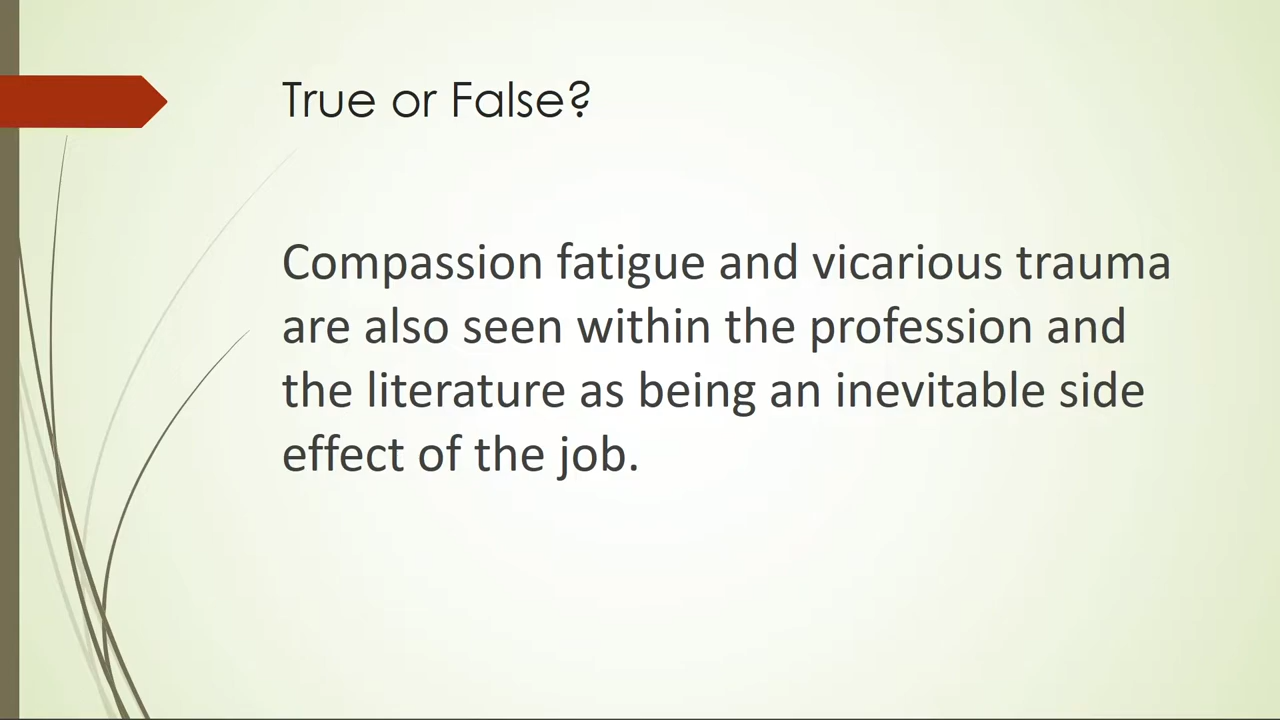 True or False?
Compassion fatigue and vicarious trauma
are also seen within the profession and
the literature as being an inevitable side
effect of the job.